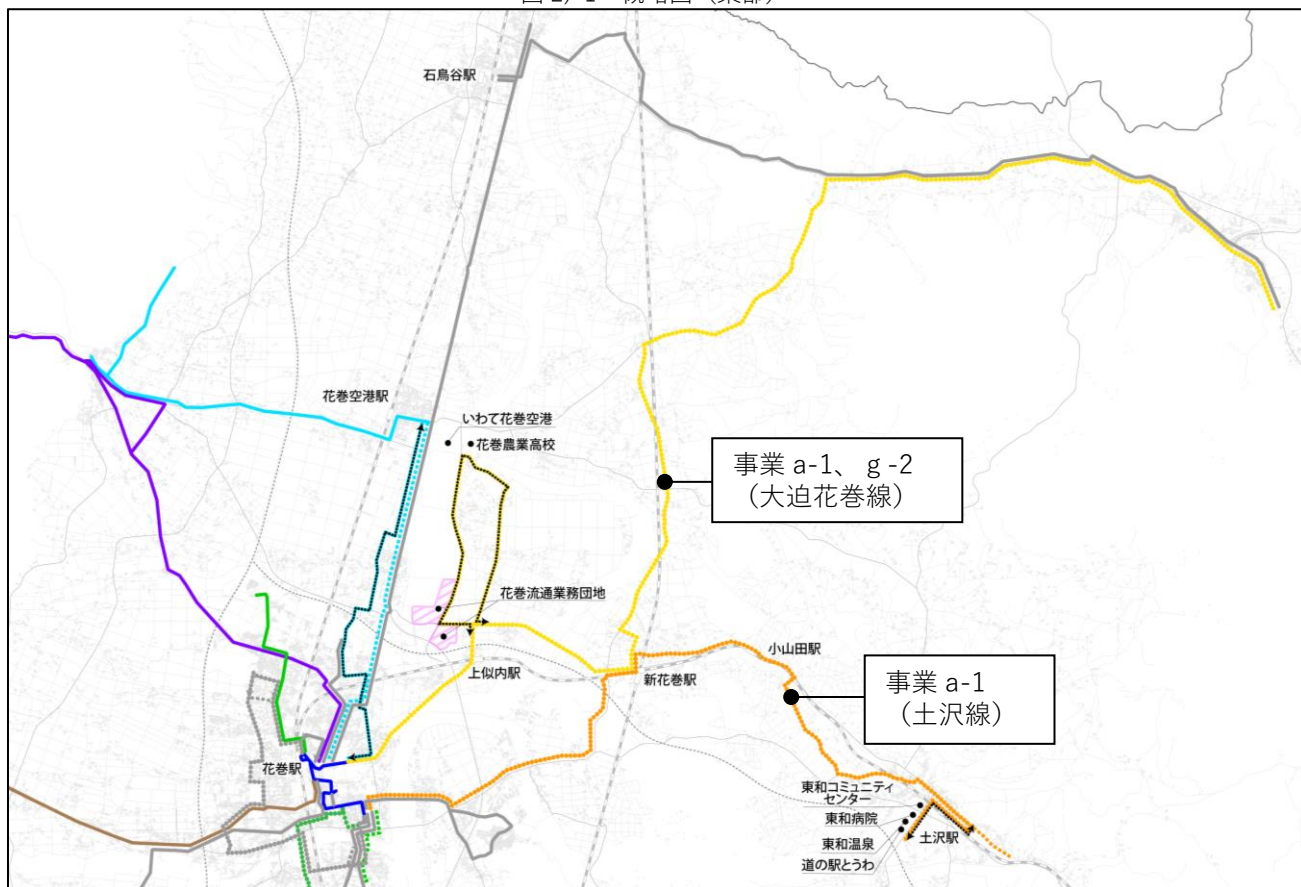 石鳥谷駅
花巻空港駅
いわて花巻空港
花巻農業高校
事業 a-1、ｇ-2
（大迫花巻線）
花巻流通業務団地
上似内駅
新花巻駅
小山田駅
事業 a-1
（土沢線）
花巻駅
東和コミュニティ
センター
東和病院
東和温泉
道の駅とうわ
土沢駅